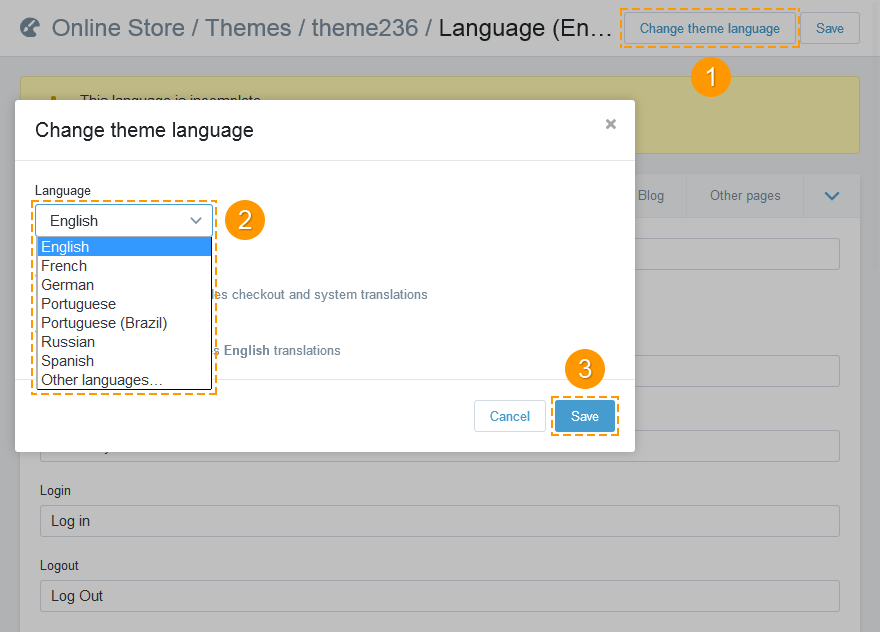 Online Store / Themes / theme236 / Language (En...
Change theme language
Save
1
This language is incomplete
Change theme language
×
Language
English
2
English
French
German
Portuguese
Portuguese (Brazil)
Russian
Spanish
Other languages…
checkout and system translations
English translations
3
Cancel
Save
Blog
Other pages
Login
Log in
Logout
Log Out